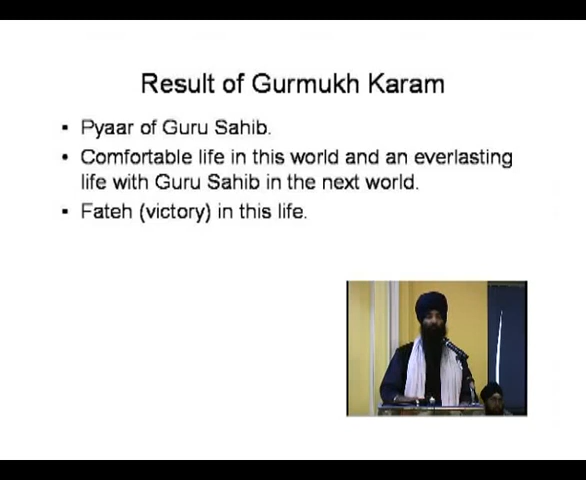 Result of Gurmukh Karam
▪ Pyaar of Guru Sahib.
• Comfortable life in this world and an everlasting
life with Guru Sahib in the next world.
▪ Fateh (victory) in this life.